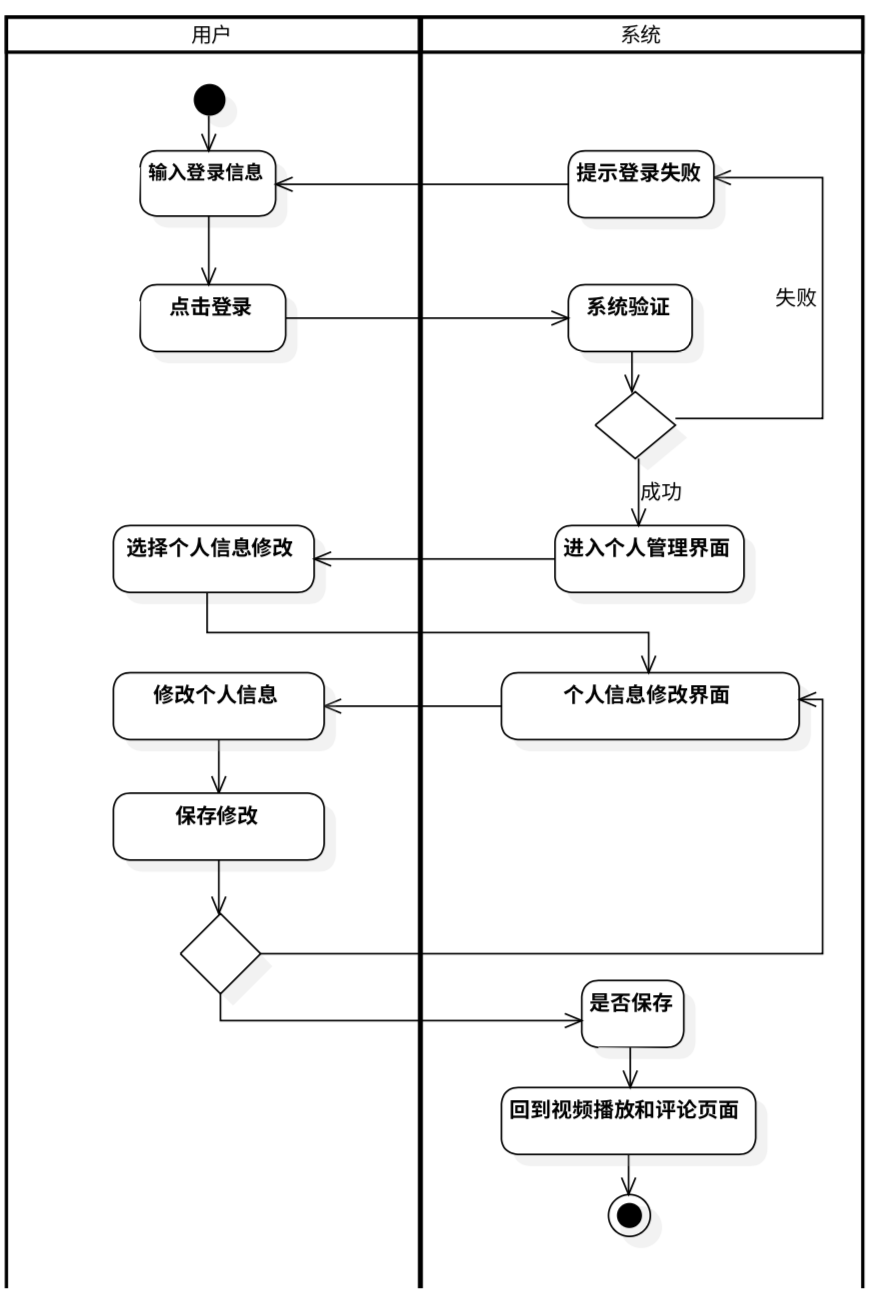 用户
系统
输入登录信息
提示登录失败
点击登录
系统验证
失败
成功
选择个人信息修改
进入个人管理界面
修改个人信息
个人信息修改界面
保存修改
是否保存
回到视频播放和评论页面